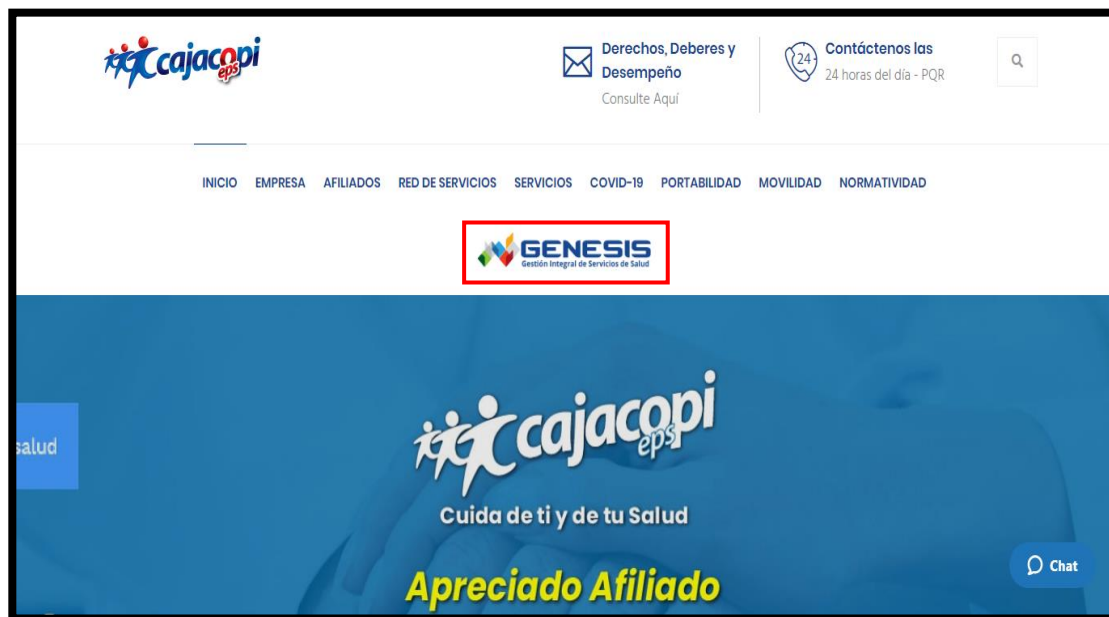 cajacopi
eps
Derechos, Deberes y
Desempeño
Consulte Aquí
24
Contáctenos las
24 horas del día - PQR
INICIO EMPRESA AFILIADOS RED DE SERVICIOS SERVICIOS COVID-19 PORTABILIDAD MOVILIDAD NORMATIVIDAD
GENESIS
Gestión Integral de Servicios de Salud
cajacopi
eps
salud
Cuida de ti y de tu Salud
Apreciado Afiliado
Chat